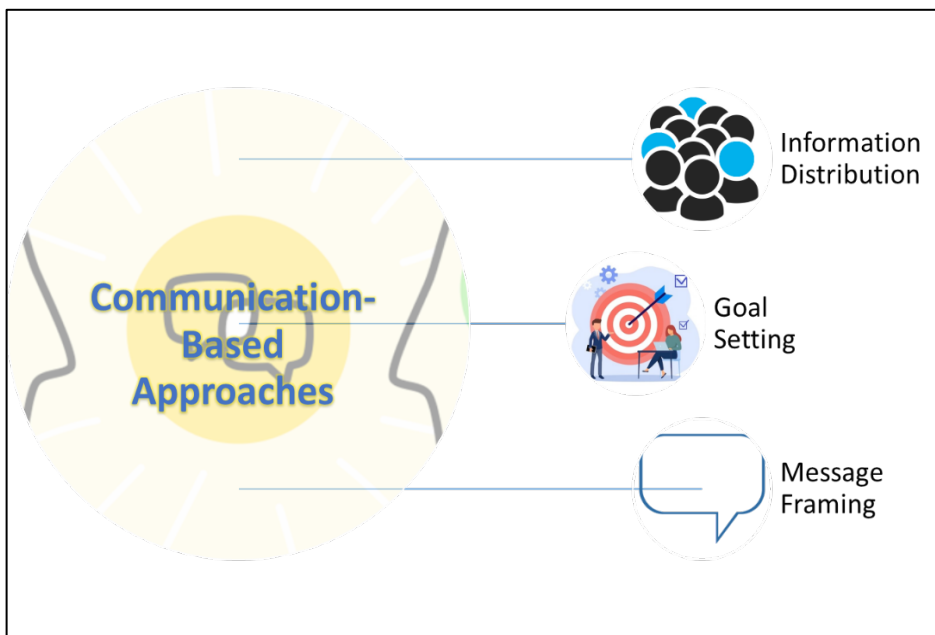 Information
Distribution
Communication-
Based
Approaches
Goal
Setting
Message
Framing